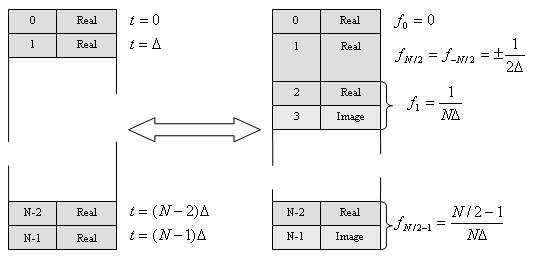 0 Real t = 0
1 Real t = Δ
N-2 Real t = (N − 2)Δ
N-1 Real t = (N − 1)Δ
0 Real f_0 = 0
1 Real f_{N/2} = f_{-N/2} = ± 1/(2Δ)
2 Real
3 Image
f_1 = 1/(NΔ)
N-2 Real
N-1 Image
f_{N/2-1} = (N/2 − 1)/(NΔ)